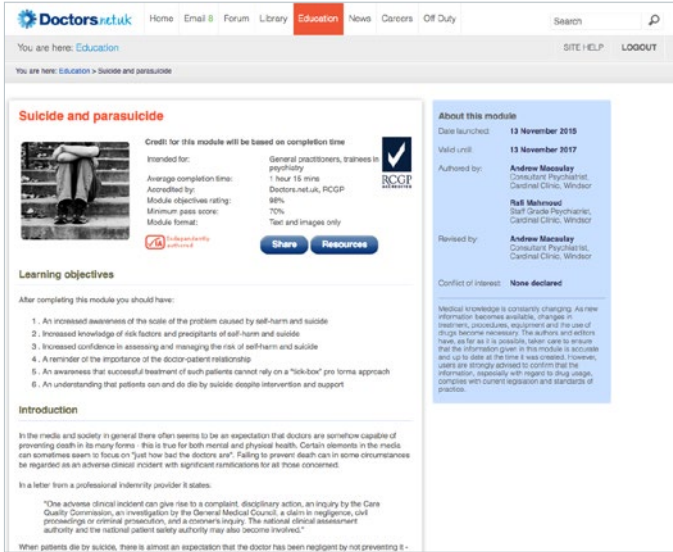 Doctors.net.uk
Home Email 8 Forum Library Education News Careers Off Duty
Search
You are here: Education
SITE HELP LOGOUT
You are here: Education > Suicide and parasuicide
Suicide and parasuicide
Credit for this module will be based on completion time
Intended for: General practitioners, trainees in
psychiatry
Average completion time: 1 hour 15 mins
Accredited by: Doctors.net.uk, RCGP
Module objectives rating: 98%
Minimum pass score: 70%
Module format: Text and images only
RCGP
ACCREDITATION
IA Independently
authored
Share Resources
Learning objectives
After completing this module you should have:
1. An increased awareness of the scale of the problem caused by self-harm and suicide
2. Increased knowledge of risk factors and precipitants of self-harm and suicide
3. Increased confidence in assessing and managing the risk of self-harm and suicide
4. A reminder of the importance of the doctor-patient relationship
5. An awareness that successful treatment of such patients cannot rely on a "tick-box" pro forma approach
6. An understanding that patients can and do die by suicide despite intervention and support
Introduction
In the media and society in general there often seems to be an expectation that doctors are somehow capable of
preventing death in its many forms - this is true for both mental and physical health. Certain elements in the media
can sometimes seem to focus on "just how bad the doctors are". Failing to prevent death can in some circumstances
be regarded as an adverse clinical incident with significant ramifications for all those concerned.
In a letter from a professional indemnity provider it states:
"One adverse clinical incident can give rise to a complaint, disciplinary action, an inquiry by the Care
Quality Commission, an investigation by the General Medical Council, a claim in negligence, civil
proceedings or criminal prosecution, and a coroner's inquiry. The national clinical assessment
authority and the national patient safety authority may also become involved."
When patients die by suicide, there is almost an expectation that the doctor has been negligent by not preventing it -
About this module
Date launched: 13 November 2015
Valid until: 13 November 2017
Authored by: Andrew Macaulay
Consultant Psychiatrist,
Cardinal Clinic, Windsor
Rafi Mahmoud
Staff Grade Psychiatrist,
Cardinal Clinic, Windsor
Revised by: Andrew Macaulay
Consultant Psychiatrist,
Cardinal Clinic, Windsor
Conflict of interest: None declared
Medical knowledge is constantly changing. As new
information becomes available, changes in
treatment, procedures, equipment and the use of
drugs become necessary. The authors and editors
have, as far as it is possible, taken care to ensure
that the information given in this module is accurate
and up to date at the time it was created. However,
users are strongly advised to confirm that the
information, especially with regard to drug usage,
complies with current legislation and standards of
practice.